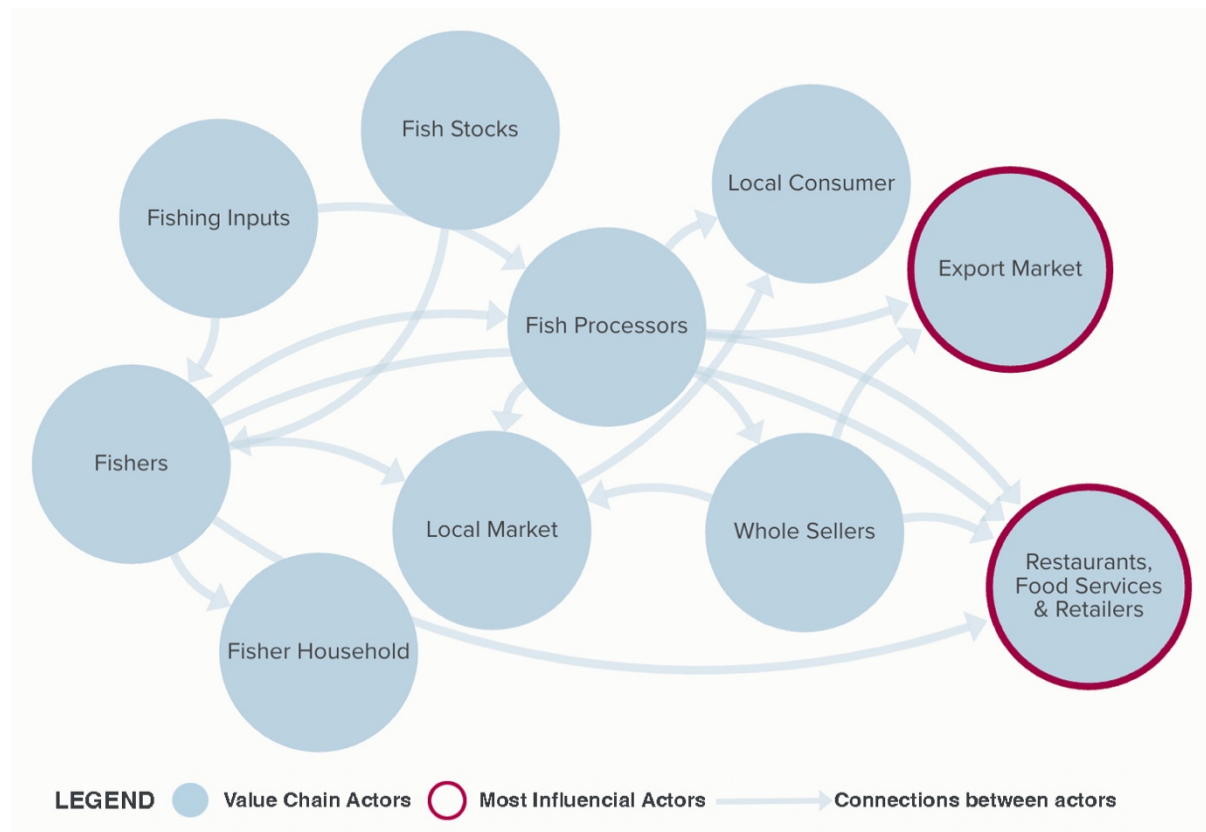 Fish Stocks
Local Consumer
Fishing Inputs
Export Market
Fish Processors
Fishers
Local Market
Whole Sellers
Restaurants,
Food Services
& Retailers
Fisher Household
LEGEND
Value Chain Actors
Most Influencial Actors
Connections between actors